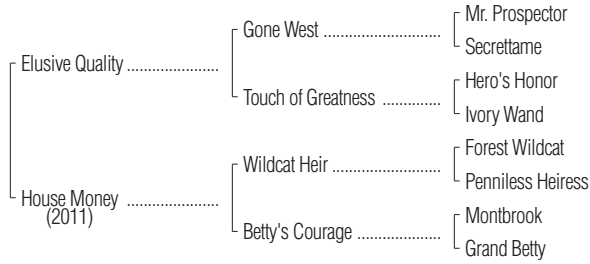 Mr. Prospector
Gone West ........................
Secrettame
Elusive Quality ...................
Hero's Honor
Touch of Greatness ............
Ivory Wand
Forest Wildcat
Wildcat Heir ......................
Penniless Heiress
House Money ...................
(2011)
Montbrook
Betty's Courage .................
Grand Betty